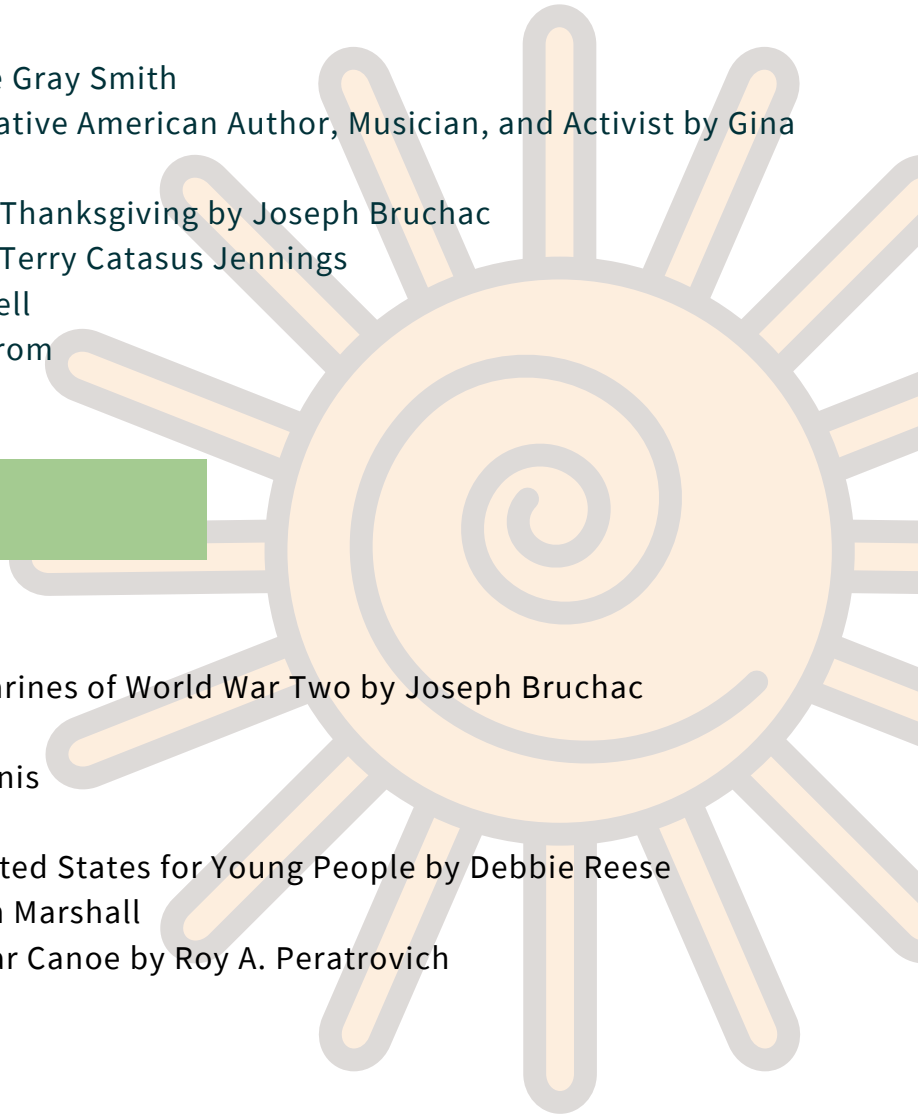 e Gray Smith
ative American Author, Musician, and Activist by Gina
Thanksgiving by Joseph Bruchac
Terry Catasus Jennings
ell
rom
arines of World War Two by Joseph Bruchac
nis
ted States for Young People by Debbie Reese
n Marshall
ar Canoe by Roy A. Peratrovich